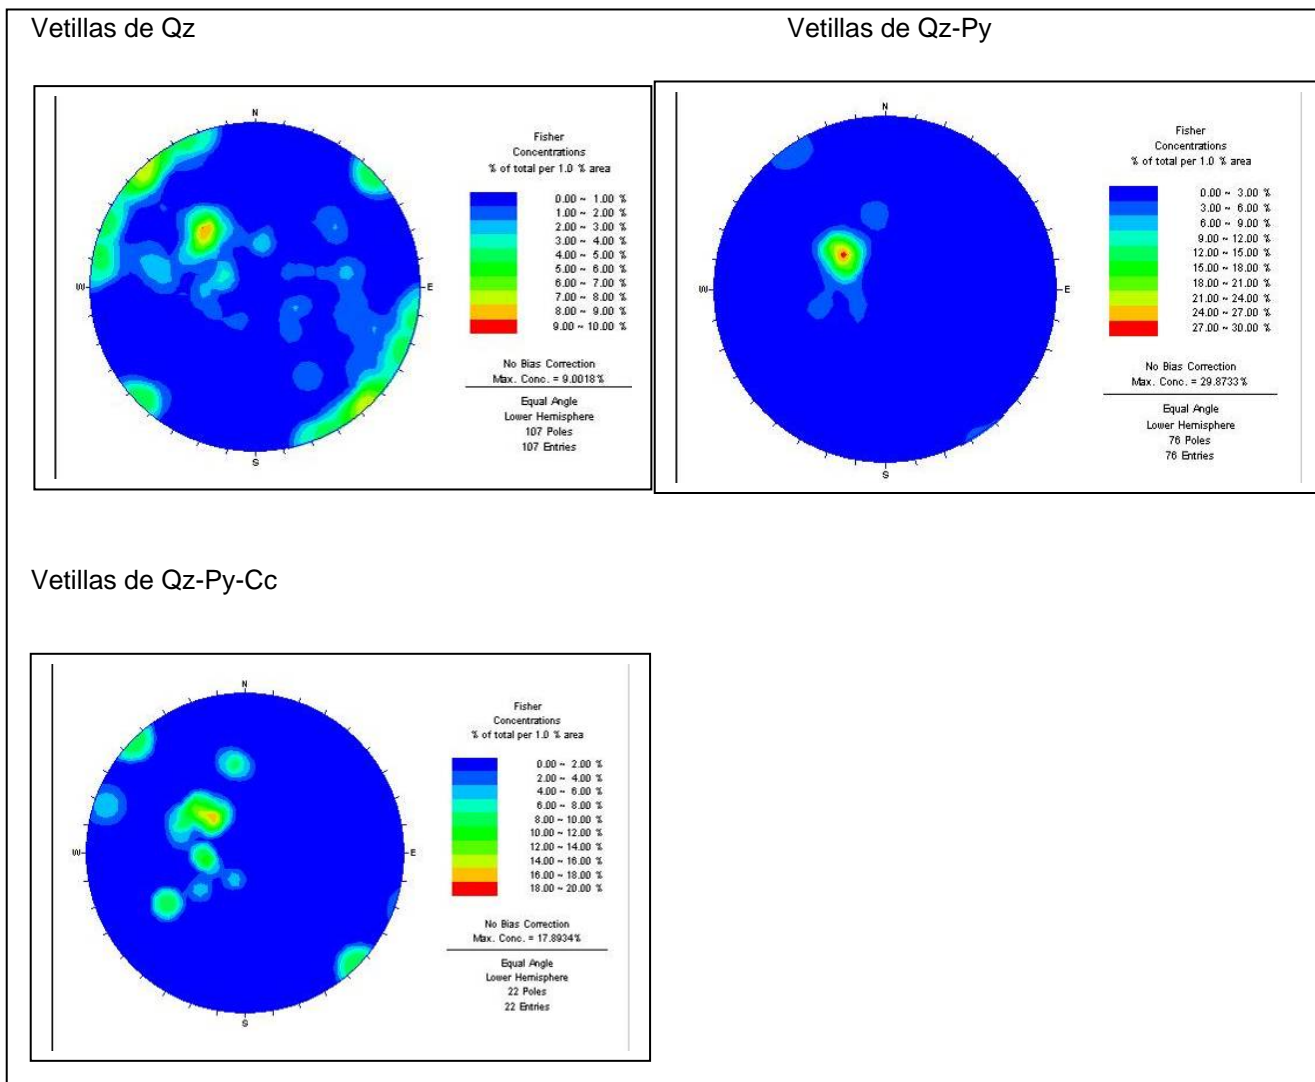 Vetillas de Qz
Vetillas de Qz-Py
N
W
E
S
Fisher
Concentrations
% of total per 1.0 % area
0.00 ~ 1.00 %
1.00 ~ 2.00 %
2.00 ~ 3.00 %
3.00 ~ 4.00 %
4.00 ~ 5.00 %
5.00 ~ 6.00 %
6.00 ~ 7.00 %
7.00 ~ 8.00 %
8.00 ~ 9.00 %
9.00 ~ 10.00 %
No Bias Correction
Max. Conc. = 9.0018%
Equal Angle
Lower Hemisphere
107 Poles
107 Entries
N
W
E
S
Fisher
Concentrations
% of total per 1.0 % area
0.00 ~ 3.00 %
3.00 ~ 6.00 %
6.00 ~ 9.00 %
9.00 ~ 12.00 %
12.00 ~ 15.00 %
15.00 ~ 18.00 %
18.00 ~ 21.00 %
21.00 ~ 24.00 %
24.00 ~ 27.00 %
27.00 ~ 30.00 %
No Bias Correction
Max. Conc. = 29.8733%
Equal Angle
Lower Hemisphere
76 Poles
76 Entries
Vetillas de Qz-Py-Cc
N
W
E
S
Fisher
Concentrations
% of total per 1.0 % area
0.00 ~ 2.00 %
2.00 ~ 4.00 %
4.00 ~ 6.00 %
6.00 ~ 8.00 %
8.00 ~ 10.00 %
10.00 ~ 12.00 %
12.00 ~ 14.00 %
14.00 ~ 16.00 %
16.00 ~ 18.00 %
18.00 ~ 20.00 %
No Bias Correction
Max. Conc. = 17.8934%
Equal Angle
Lower Hemisphere
22 Poles
22 Entries